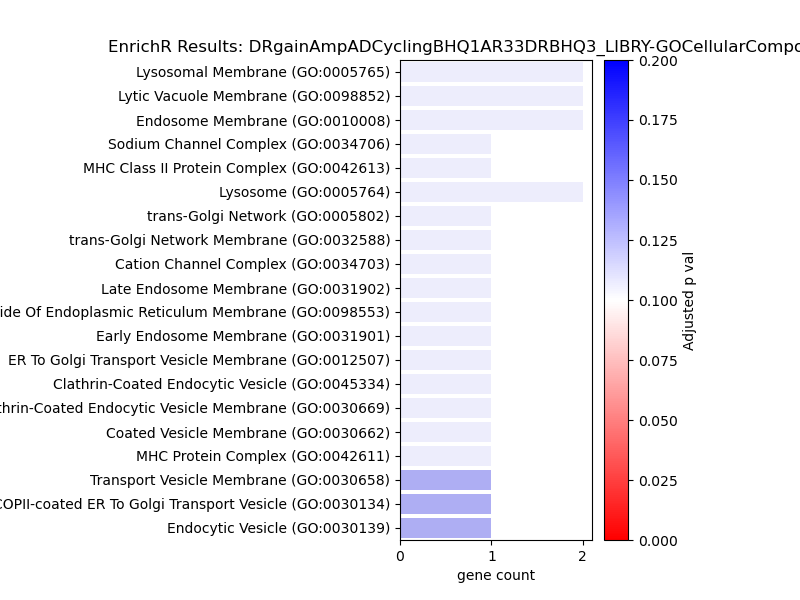 EnrichR Results: DRgainAmpADCyclingBHQ1AR33DRBHQ3_LIBRY-GOCellularCompo
Lysosomal Membrane (GO:0005765)
Lytic Vacuole Membrane (GO:0098852)
Endosome Membrane (GO:0010008)
Sodium Channel Complex (GO:0034706)
MHC Class II Protein Complex (GO:0042613)
Lysosome (GO:0005764)
trans-Golgi Network (GO:0005802)
trans-Golgi Network Membrane (GO:0032588)
Cation Channel Complex (GO:0034703)
Late Endosome Membrane (GO:0031902)
ide Of Endoplasmic Reticulum Membrane (GO:0098553)
Early Endosome Membrane (GO:0031901)
ER To Golgi Transport Vesicle Membrane (GO:0012507)
Clathrin-Coated Endocytic Vesicle (GO:0045334)
thrin-Coated Endocytic Vesicle Membrane (GO:0030669)
Coated Vesicle Membrane (GO:0030662)
MHC Protein Complex (GO:0042611)
Transport Vesicle Membrane (GO:0030658)
COPII-coated ER To Golgi Transport Vesicle (GO:0030134)
Endocytic Vesicle (GO:0030139)
0 1 2
gene count
0.200
0.175
0.150
0.125
0.100
0.075
0.050
0.025
0.000
Adjusted p val